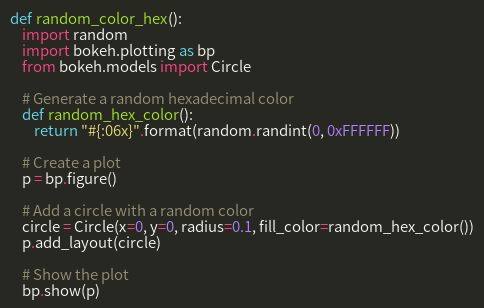 def random_color_hex():
    import random
    import bokeh.plotting as bp
    from bokeh.models import Circle

    # Generate a random hexadecimal color
    def random_hex_color():
        return "#{:06x}".format(random.randint(0, 0xFFFFFF))

    # Create a plot
    p = bp.figure()

    # Add a circle with a random color
    circle = Circle(x=0, y=0, radius=0.1, fill_color=random_hex_color())
    p.add_layout(circle)

    # Show the plot
    bp.show(p)